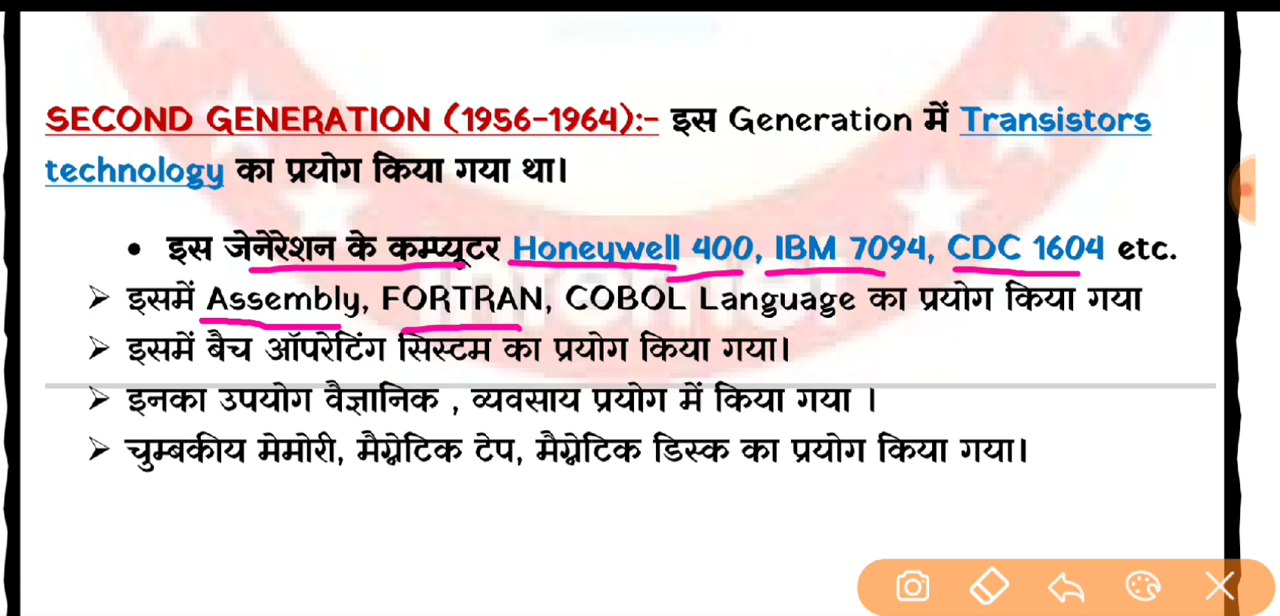 SECOND GENERATION (1956-1964):- इस Generation में Transistors
technology का प्रयोग किया गया था।
• इस जेनेरेशन के कम्प्यूटर Honeywell 400, IBM 7094, CDC 1604 etc.
➢ इसमें Assembly, FORTRAN, COBOL Language का प्रयोग किया गया
➢ इसमें बैच ऑपरेटिंग सिस्टम का प्रयोग किया गया।
➢ इनका उपयोग वैज्ञानिक , व्यवसाय प्रयोग में किया गया ।
➢ चुम्बकीय मेमोरी, मैग्नेटिक टेप, मैग्नेटिक डिस्क का प्रयोग किया गया।